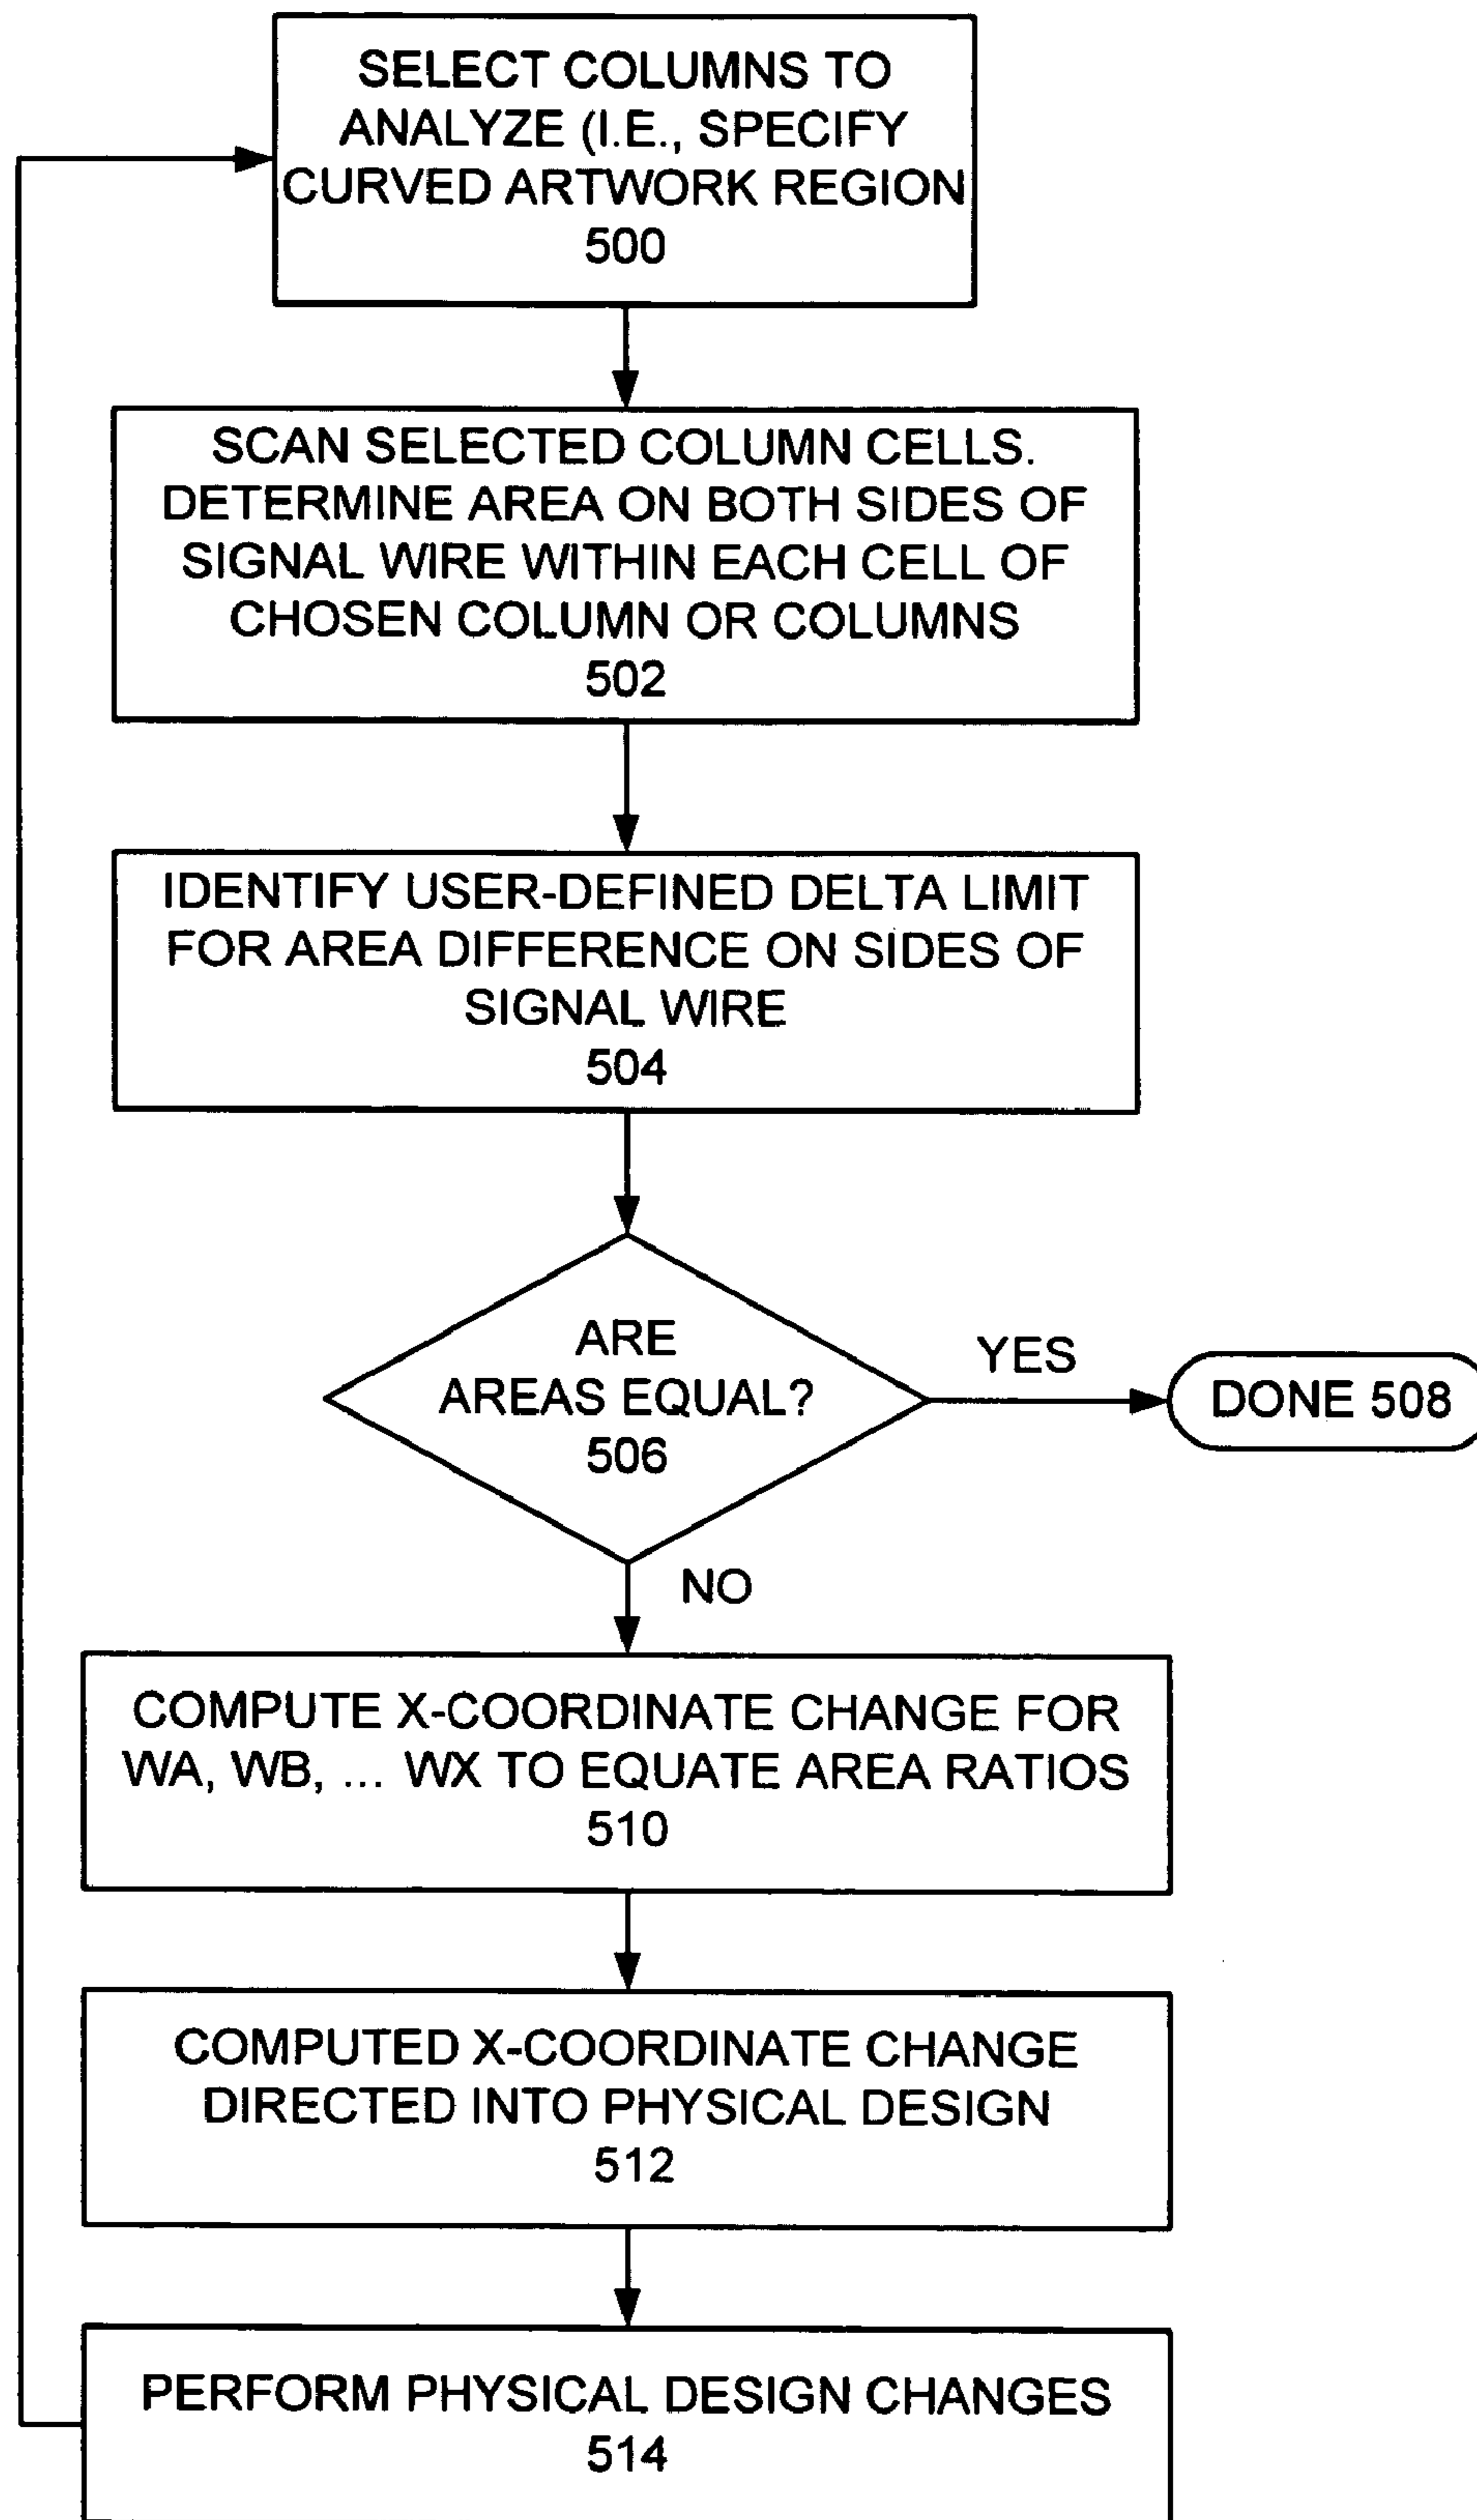 SELECT COLUMNS TO
ANALYZE (I.E., SPECIFY
CURVED ARTWORK REGION
500
SCAN SELECTED COLUMN CELLS.
DETERMINE AREA ON BOTH SIDES OF
SIGNAL WIRE WITHIN EACH CELL OF
CHOSEN COLUMN OR COLUMNS
502
IDENTIFY USER-DEFINED DELTA LIMIT
FOR AREA DIFFERENCE ON SIDES OF
SIGNAL WIRE
504
ARE
AREAS EQUAL?
506
YES
DONE 508
NO
COMPUTE X-COORDINATE CHANGE FOR
WA, WB, ... WX TO EQUATE AREA RATIOS
510
COMPUTED X-COORDINATE CHANGE
DIRECTED INTO PHYSICAL DESIGN
512
PERFORM PHYSICAL DESIGN CHANGES
514